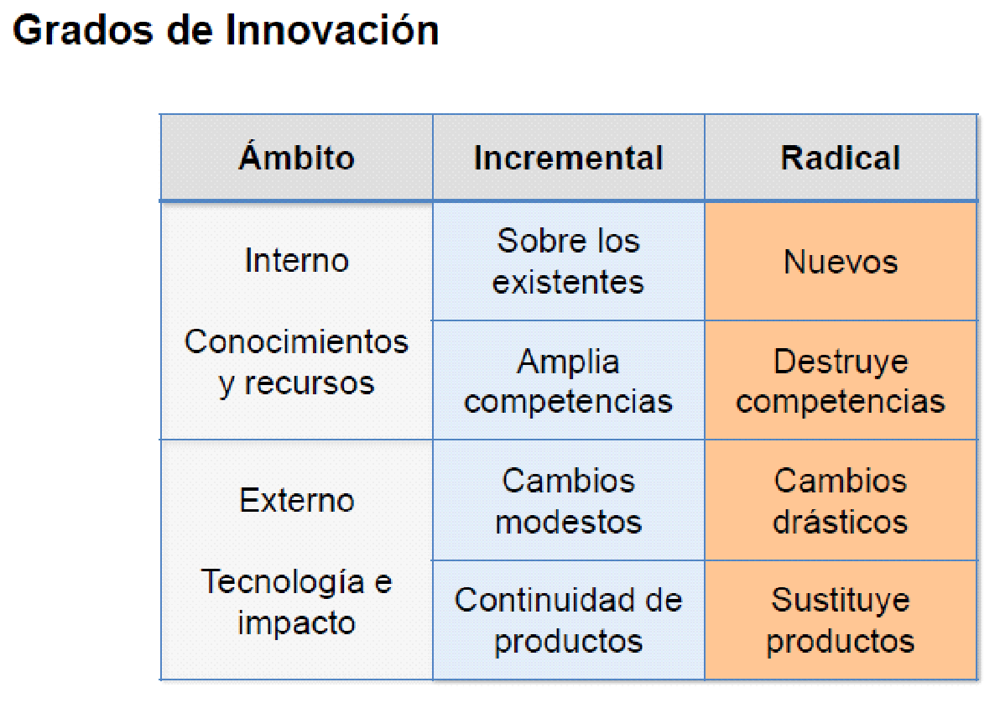 Grados de Innovación
Ámbito
Incremental
Radical
Interno
Conocimientos
y recursos
Sobre los
existentes
Nuevos
Amplia
competencias
Destruye
competencias
Externo
Tecnología e
impacto
Cambios
modestos
Cambios
drásticos
Continuidad de
productos
Sustituye
productos